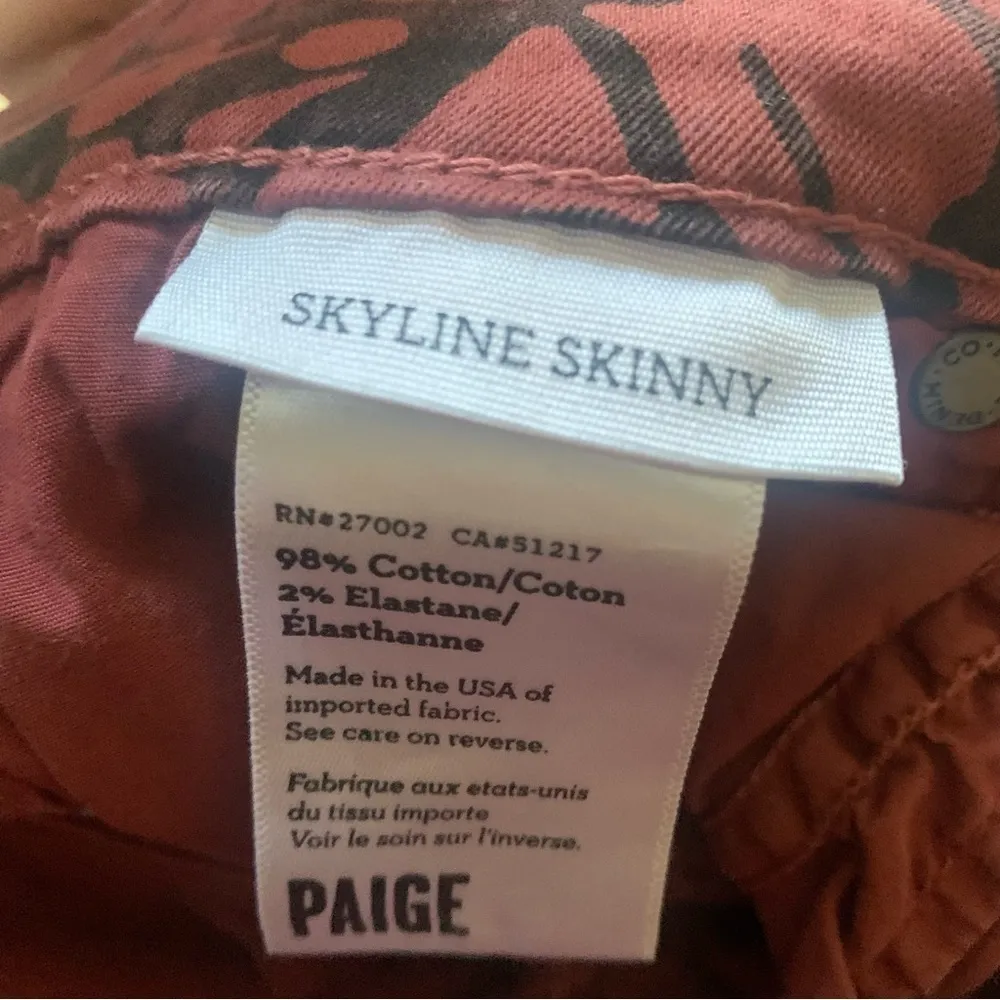 SKYLINE SKINNY
RN#27002 CA#51217
98% Cotton/Coton
2% Elastane/
Élasthanne
Made in the USA of
imported fabric.
See care on reverse.
Fabrique aux etats-unis
du tissu importe
Voir le soin sur l'inverse.
PAIGE
CO.